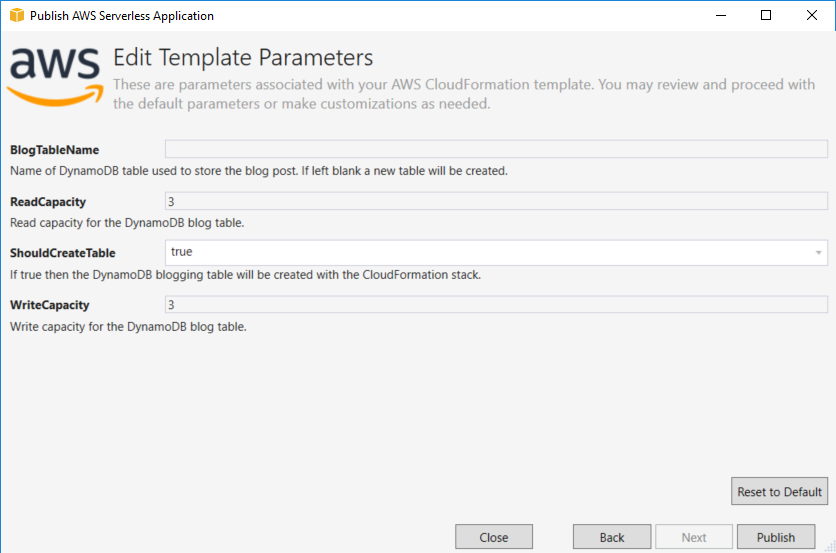 Publish AWS Serverless Application
aws
Edit Template Parameters
These are parameters associated with your AWS CloudFormation template. You may review and proceed with
the default parameters or make customizations as needed.
BlogTableName
Name of DynamoDB table used to store the blog post. If left blank a new table will be created.
ReadCapacity 3
Read capacity for the DynamoDB blog table.
ShouldCreateTable true
If true then the DynamoDB blogging table will be created with the CloudFormation stack.
WriteCapacity 3
Write capacity for the DynamoDB blog table.
Reset to Default
Close Back Next Publish